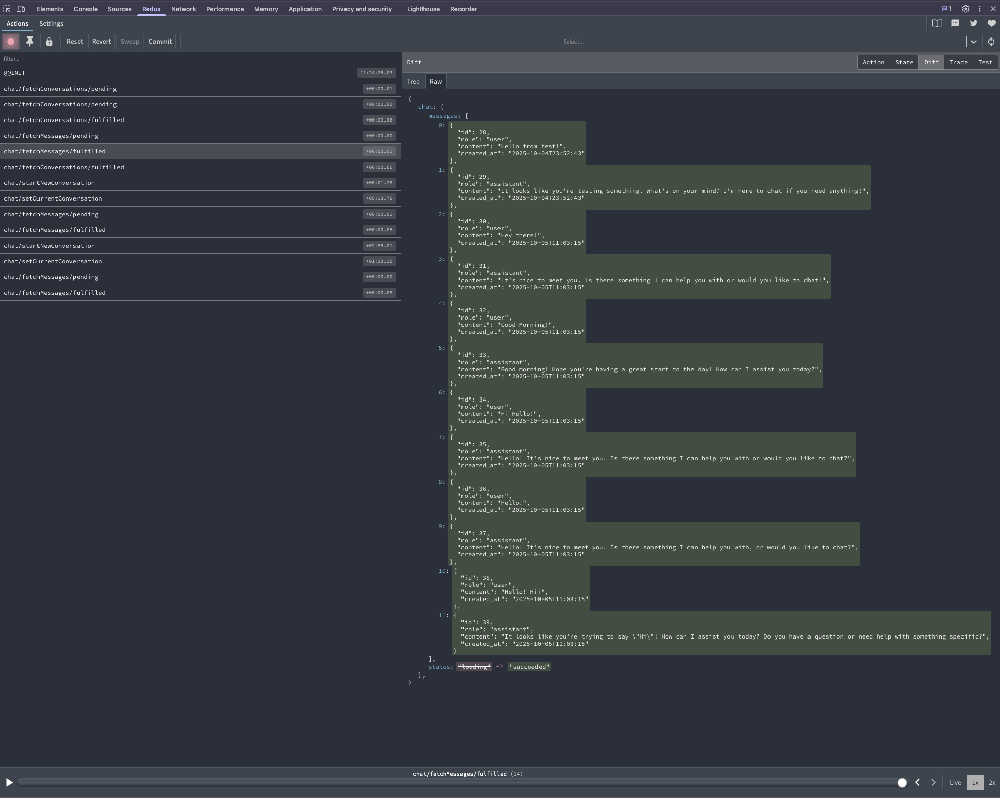 Elements Console Sources Redux Network Performance Memory Application Privacy and security Lighthouse Recorder 1
Actions Settings
Reset Revert Sweep Commit Select...
filter...
@@INIT 11:24:25.03
chat/fetchConversations/pending +00:00.01
chat/fetchConversations/pending +00:00.00
chat/fetchConversations/fulfilled +00:00.06
chat/fetchMessages/pending +00:00.00
chat/fetchMessages/fulfilled +00:00.01
chat/fetchConversations/fulfilled +00:00.00
chat/startNewConversation +00:01.28
chat/setCurrentConversation +05:13.70
chat/fetchMessages/pending +00:00.01
chat/fetchMessages/fulfilled +00:00.05
chat/startNewConversation +02:55.01
chat/setCurrentConversation +01:33.30
chat/fetchMessages/pending +00:00.00
chat/fetchMessages/fulfilled +00:00.05
Diff Action State Diff Trace Test
Tree Raw
{
chat: {
messages: [
0: {
"id": 28,
"role": "user",
"content": "Hello from test!",
"created_at": "2025-10-04T23:52:43"
},
1: {
"id": 29,
"role": "assistant",
"content": "It looks like you're testing something. What's on your mind? I'm here to chat if you need anything!",
"created_at": "2025-10-04T23:52:43"
},
2: {
"id": 30,
"role": "user",
"content": "Hey there!",
"created_at": "2025-10-05T11:03:15"
},
3: {
"id": 31,
"role": "assistant",
"content": "It's nice to meet you. Is there something I can help you with or would you like to chat?",
"created_at": "2025-10-05T11:03:15"
},
4: {
"id": 32,
"role": "user",
"content": "Good Morning!",
"created_at": "2025-10-05T11:03:15"
},
5: {
"id": 33,
"role": "assistant",
"content": "Good morning! Hope you're having a great start to the day! How can I assist you today?",
"created_at": "2025-10-05T11:03:15"
},
6: {
"id": 34,
"role": "user",
"content": "Hi Hello!",
"created_at": "2025-10-05T11:03:15"
},
7: {
"id": 35,
"role": "assistant",
"content": "Hello! It's nice to meet you. Is there something I can help you with or would you like to chat?",
"created_at": "2025-10-05T11:03:15"
},
8: {
"id": 36,
"role": "user",
"content": "Hello!",
"created_at": "2025-10-05T11:03:15"
},
9: {
"id": 37,
"role": "assistant",
"content": "Hello! It's nice to meet you. Is there something I can help you with, or would you like to chat?",
"created_at": "2025-10-05T11:03:15"
},
10: {
"id": 38,
"role": "user",
"content": "Hello! Hii",
"created_at": "2025-10-05T11:03:15"
},
11: {
"id": 39,
"role": "assistant",
"content": "It looks like you're trying to say \"Hi\"! How can I assist you today? Do you have a question or need help with something specific?",
"created_at": "2025-10-05T11:03:15"
}
],
status: "loading" => "succeeded"
},
}
chat/fetchMessages/fulfilled (14)
Live 1x 2x